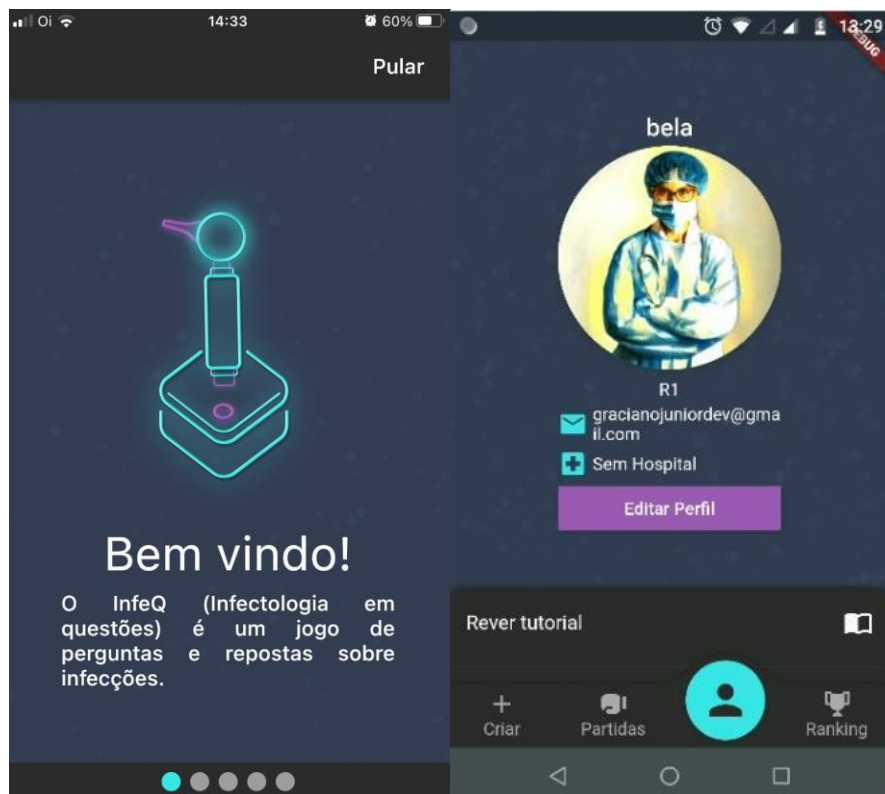 Oi
14:33
60%
Pular
Bem vindo!
O InfeQ (Infectologia em
questões) é um jogo de
perguntas e repostas sobre
infecções.
13:29
DEBUG
bela
R1
gracianojuniordev@gma
il.com
Sem Hospital
Editar Perfil
Rever tutorial
Criar
Partidas
Ranking